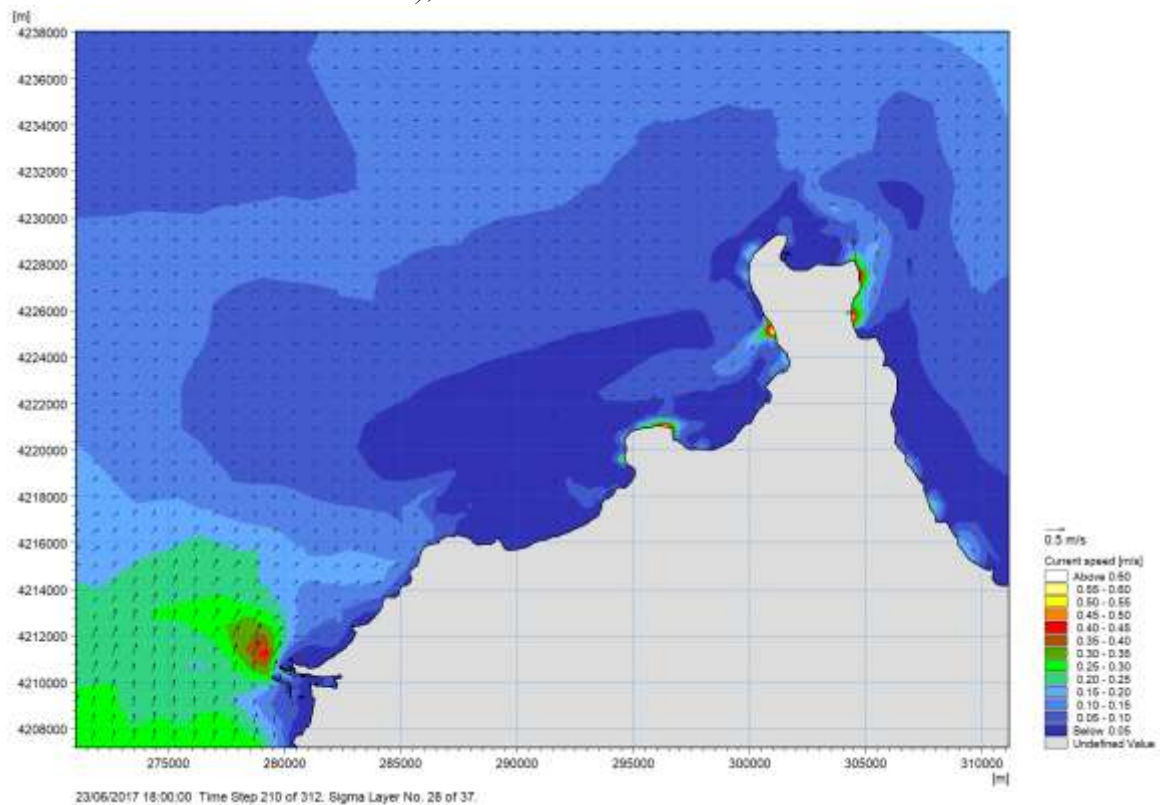 ),
[m]
4238000
4236000
4234000
4232000
4230000
4228000
4226000
4224000
4222000
4220000
4218000
4216000
4214000
4212000
4210000
4208000
275000 280000 285000 290000 295000 300000 305000 310000
[m]
0.5 m/s
Current speed [m/s]
Above 0.60
0.55 - 0.60
0.50 - 0.55
0.45 - 0.50
0.40 - 0.45
0.35 - 0.40
0.30 - 0.35
0.25 - 0.30
0.20 - 0.25
0.15 - 0.20
0.10 - 0.15
0.05 - 0.10
Below 0.05
Undefined Value
23/06/2017 18:00:00 Time Step 210 of 312. Sigma Layer No. 28 of 37.